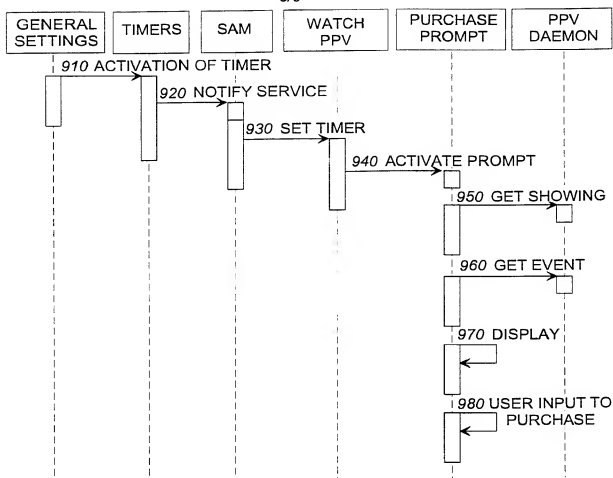 GENERAL SETTINGS
TIMERS
SAM
WATCH PPV
PURCHASE PROMPT
PPV DAEMON
910 ACTIVATION OF TIMER
920 NOTIFY SERVICE
930 SET TIMER
940 ACTIVATE PROMPT
950 GET SHOWING
960 GET EVENT
970 DISPLAY
980 USER INPUT TO
PURCHASE